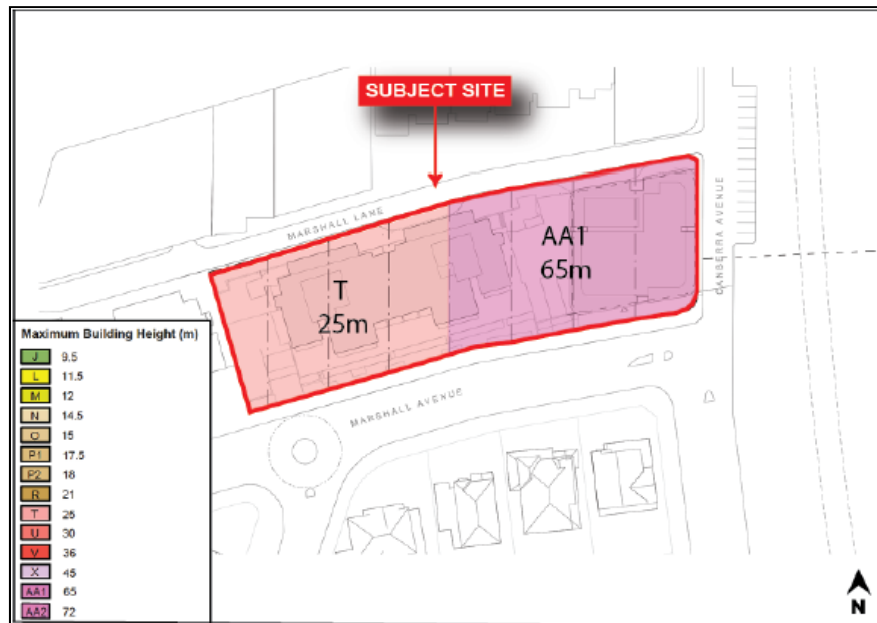 SUBJECT SITE
MARSHALL LANE
CANBERRA AVENUE
AA1
65m
T
25m
MARSHALL AVENUE
Maximum Building Height (m)
J 9.5
L 11.5
M 12
N 14.5
O 15
P1 17.5
P2 18
R 21
T 25
U 30
V 36
X 45
AA1 65
AA2 72
N